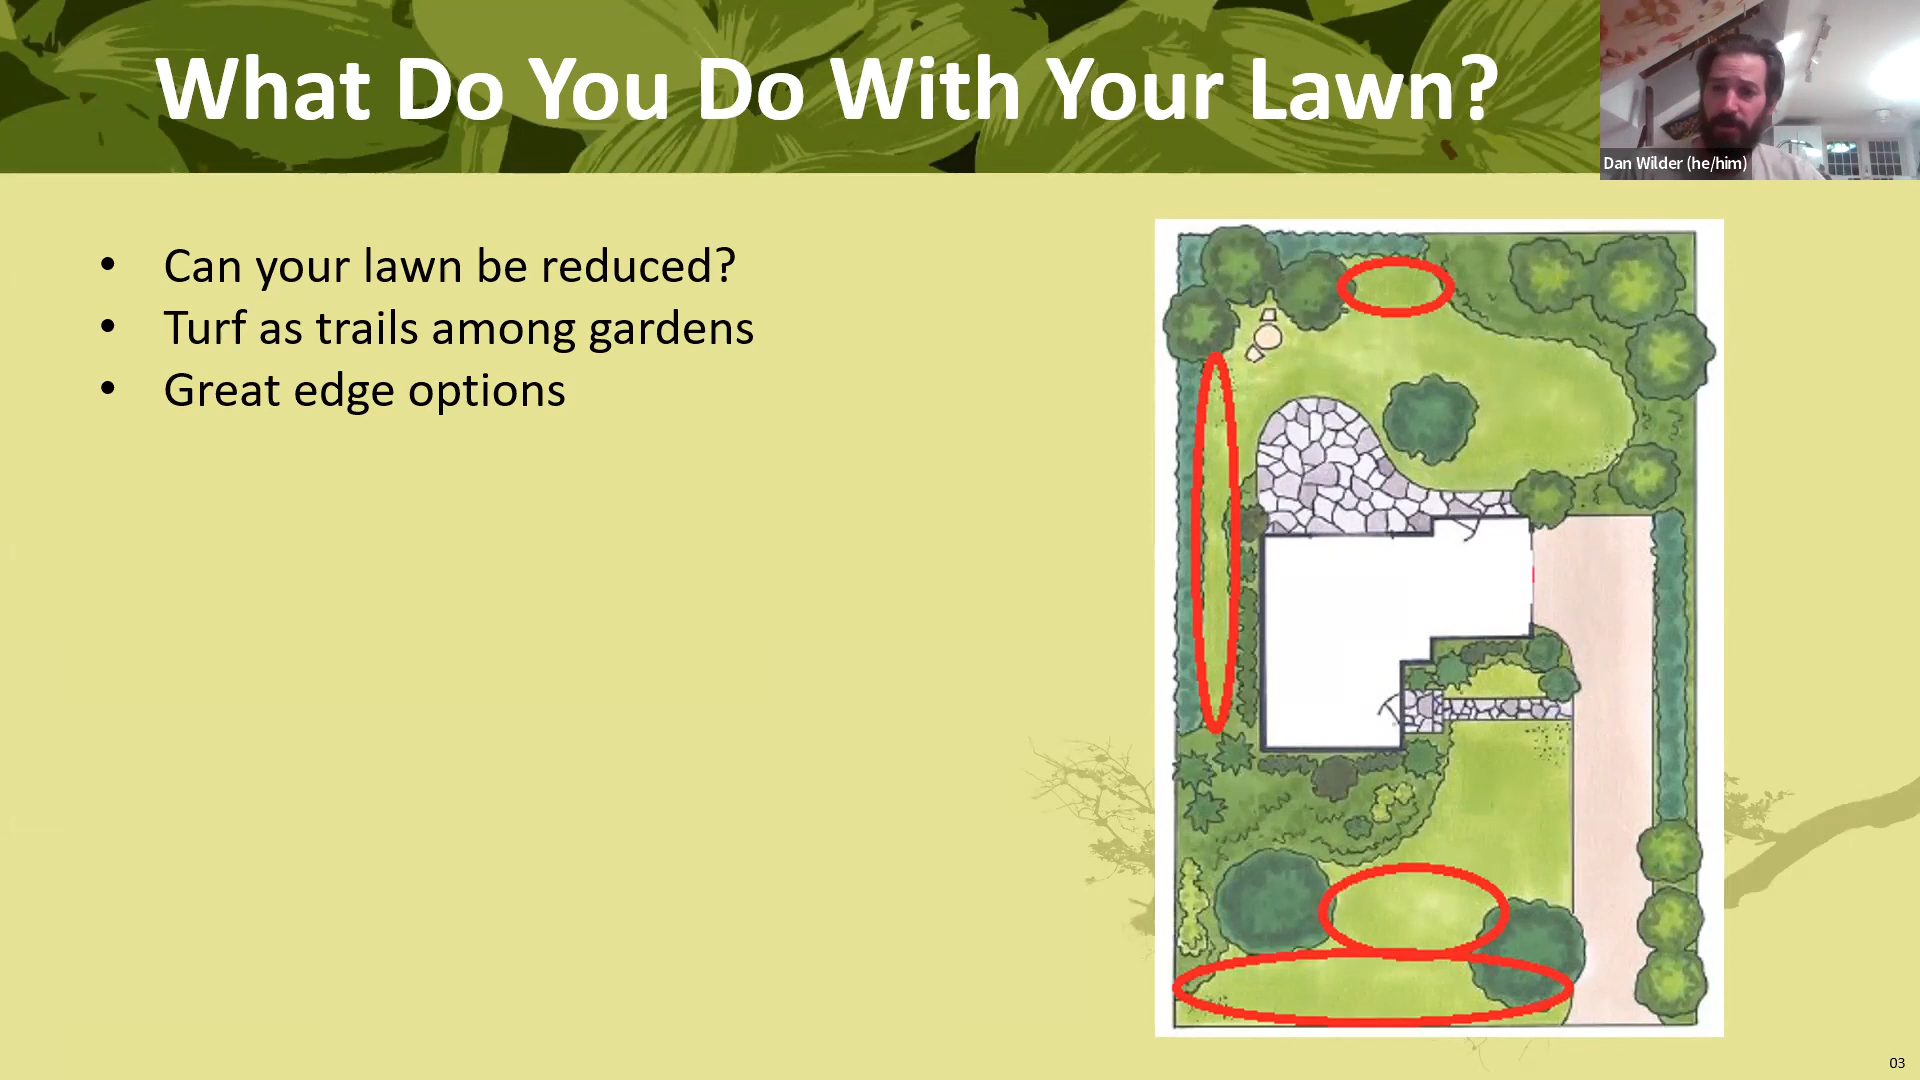 What Do You Do With Your Lawn?
Dan Wilder (he/him)
• Can your lawn be reduced?
• Turf as trails among gardens
• Great edge options
03